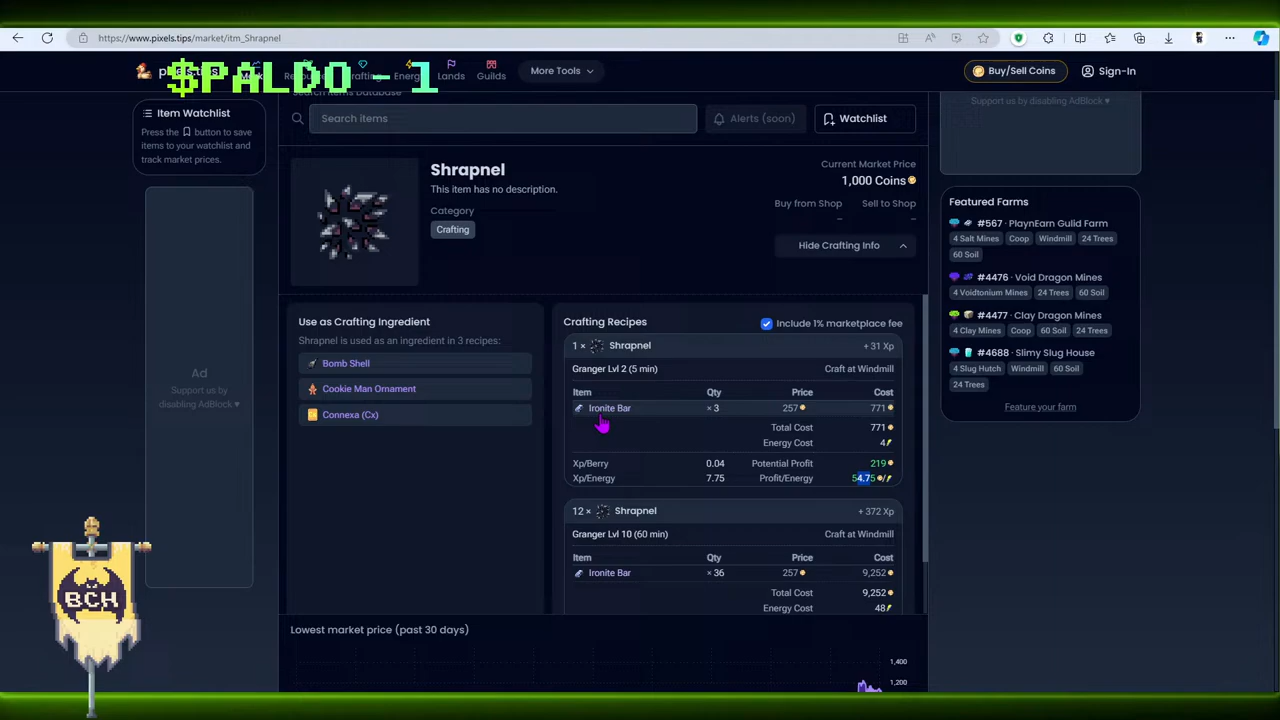 https://www.pixels.tips/market/itm_Shrapnel
$PALDO -1
Lands
Guilds
More Tools
Buy/Sell Coins
Sign-In
Item Watchlist
Press the button to save
items to your watchlist and
track market prices.
Ad
Support us by
disabling AdBlock ▾
Search Items Database
Search items
Alerts (soon)
Watchlist
Shrapnel
This item has no description.
Category
Crafting
Current Market Price
1,000 Coins
Buy from Shop
Sell to Shop
–
–
Hide Crafting Info
Use as Crafting Ingredient
Shrapnel is used as an ingredient in 3 recipes:
Bomb Shell
Cookie Man Ornament
Connexa (Cx)
Crafting Recipes
Include 1% marketplace fee
1 × Shrapnel + 31 Xp
Granger Lvl 2 (5 min) Craft at Windmill
Item Qty Price Cost
Ironite Bar × 3 257 771
Total Cost 771
Energy Cost 4
Xp/Berry 0.04 Potential Profit 219
Xp/Energy 7.75 Profit/Energy 54.75 /
12 × Shrapnel + 372 Xp
Granger Lvl 10 (60 min) Craft at Windmill
Item Qty Price Cost
Ironite Bar × 36 257 9,252
Total Cost 9,252
Energy Cost 48
Lowest market price (past 30 days)
1,400
1,200
Support us by disabling AdBlock ▾
Featured Farms
#567 · PlaynEarn Guild Farm
4 Salt Mines Coop Windmill 24 Trees
60 Soil
#4476 · Void Dragon Mines
4 Voidtonium Mines 24 Trees 60 Soil
#4477 · Clay Dragon Mines
4 Clay Mines Coop 60 Soil 24 Trees
#4688 · Slimy Slug House
4 Slug Hutch Windmill 60 Soil
24 Trees
Feature your farm
BCH